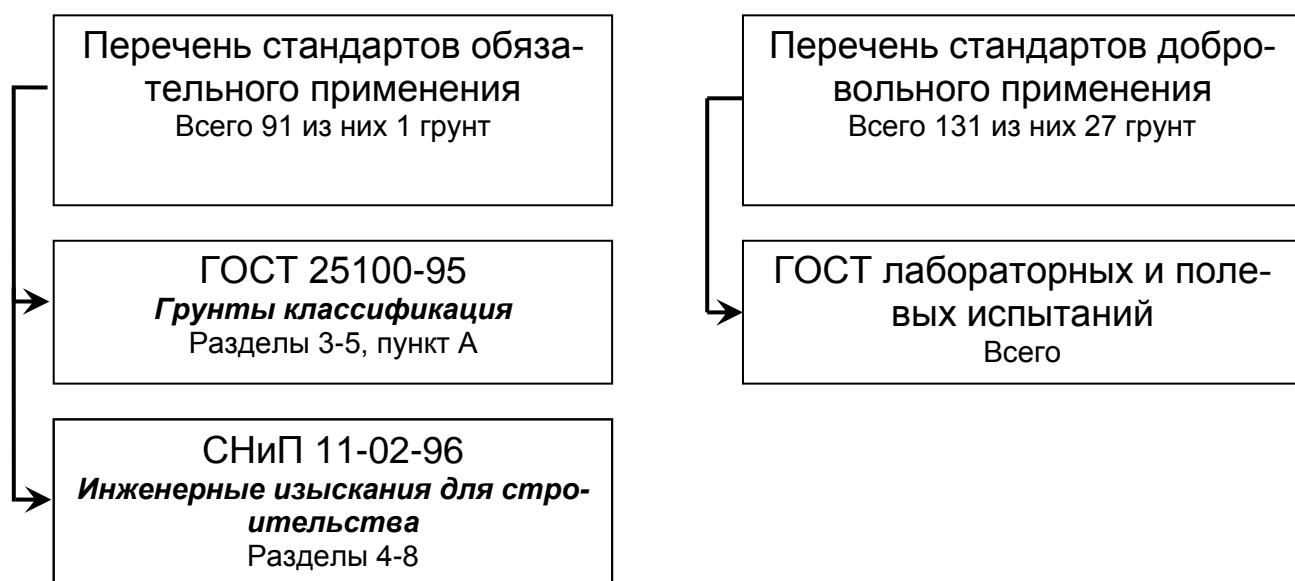 Перечень стандартов обяза-
тельного применения
Всего 91 из них 1 грунт
ГОСТ 25100-95
Грунты классификация
Разделы 3-5, пункт А
СНиП 11-02-96
Инженерные изыскания для стро-
ительства
Разделы 4-8
Перечень стандартов добро-
вольного применения
Всего 131 из них 27 грунт
ГОСТ лабораторных и поле-
вых испытаний
Всего